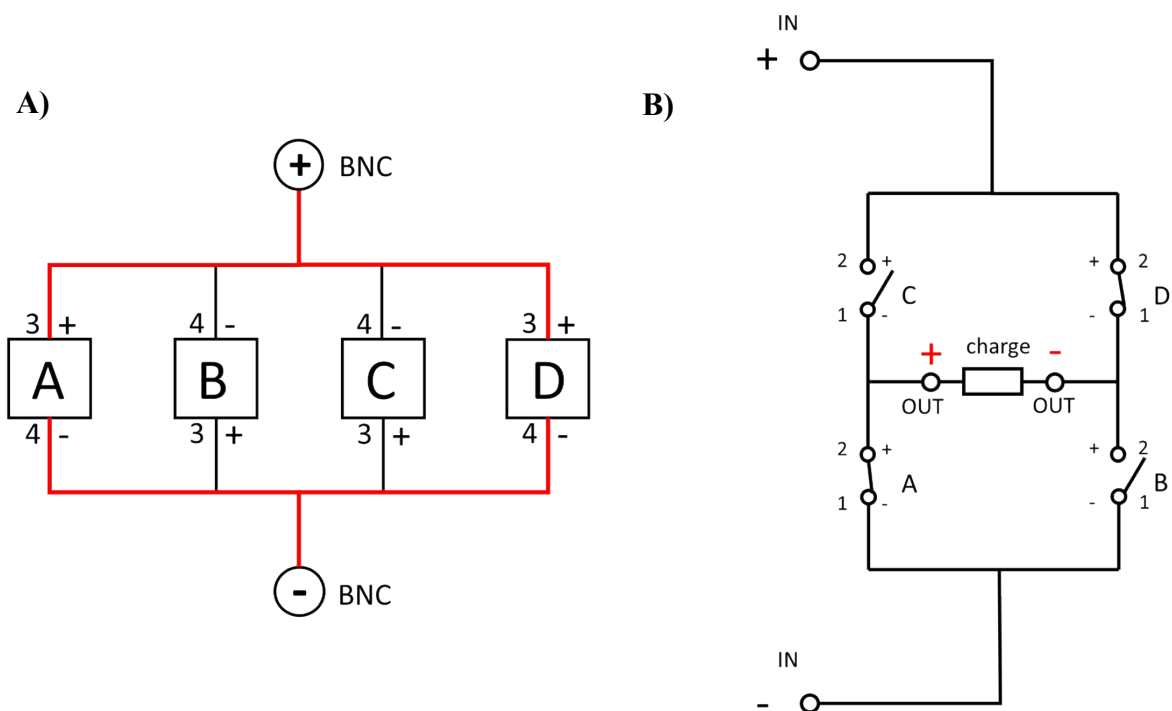 A)
+ BNC
3 + 4 - 4 - 3 +
A B C D
4 - 3 + 3 + 4 -
- BNC
B)
IN
+
2 + + 2
C D
1 - - 1
+ charge -
OUT OUT
2 + + 2
A B
1 - - 1
IN
-